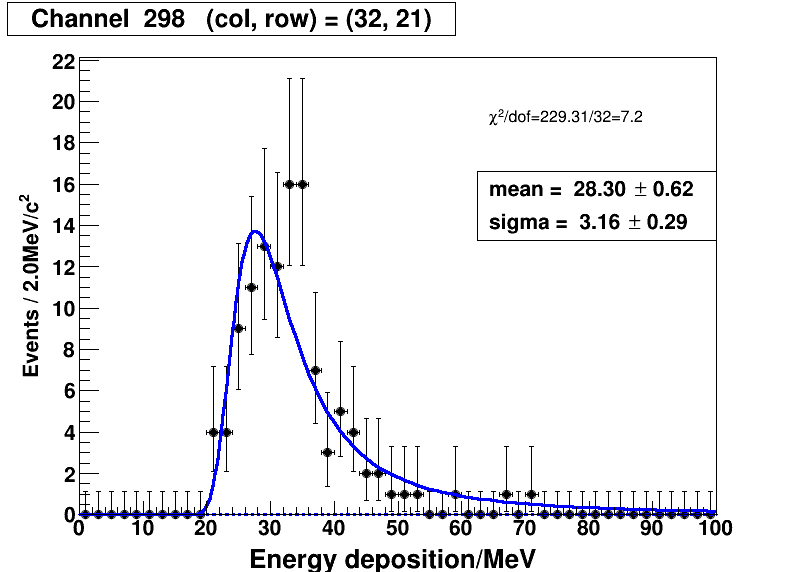 Channel 298 (col, row) = (32, 21)
χ²/dof=229.31/32=7.2
mean = 28.30 ± 0.62
sigma = 3.16 ± 0.29
Events / 2.0MeV/c²
22
20
18
16
14
12
10
8
6
4
2
0
0 10 20 30 40 50 60 70 80 90 100
Energy deposition/MeV